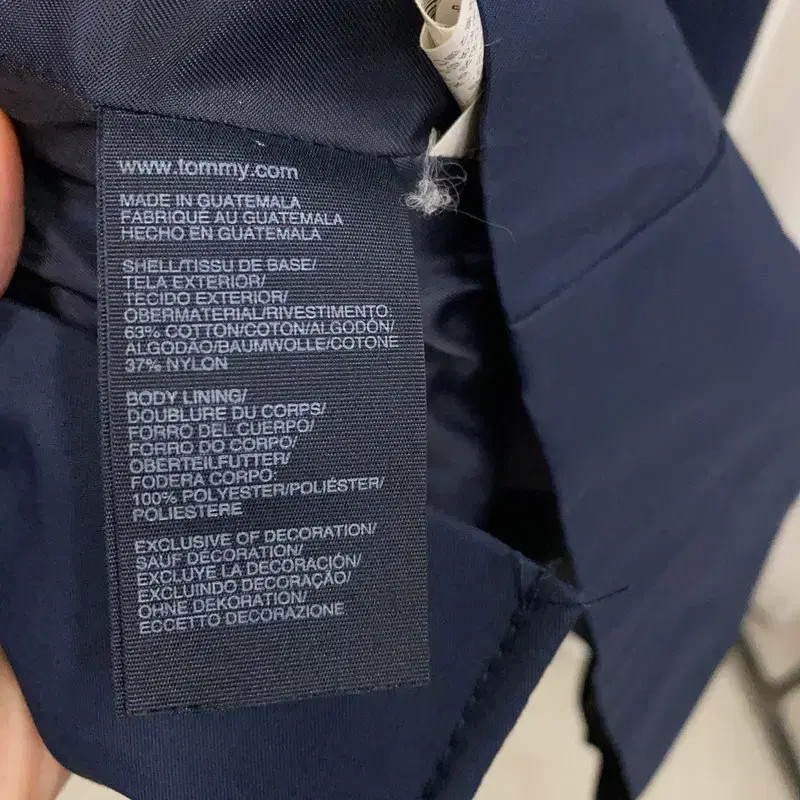 www.tommy.com
MADE IN GUATEMALA
FABRIQUE AU GUATEMALA
HECHO EN GUATEMALA
SHELL/TISSU DE BASE/
TELA EXTERIOR/
TECIDO EXTERIOR/
OBERMATERIAL/RIVESTIMENTO:
63% COTTON/COTON/ALGODÓN/
ALGODÃO/BAUMWOLLE/COTONE
37% NYLON
BODY LINING/
DOUBLURE DU CORPS/
FORRO DEL CUERPO/
FORRO DO CORPO/
OBERTEILFUTTER/
FODERA CORPO:
100% POLYESTER/POLIÉSTER/
POLIESTERE
EXCLUSIVE OF DECORATION/
SAUF DÉCORATION/
EXCLUYE LA DECORACIÓN/
EXCLUINDO DECORAÇÃO/
OHNE DEKORATION/
ECCETTO DECORAZIONE